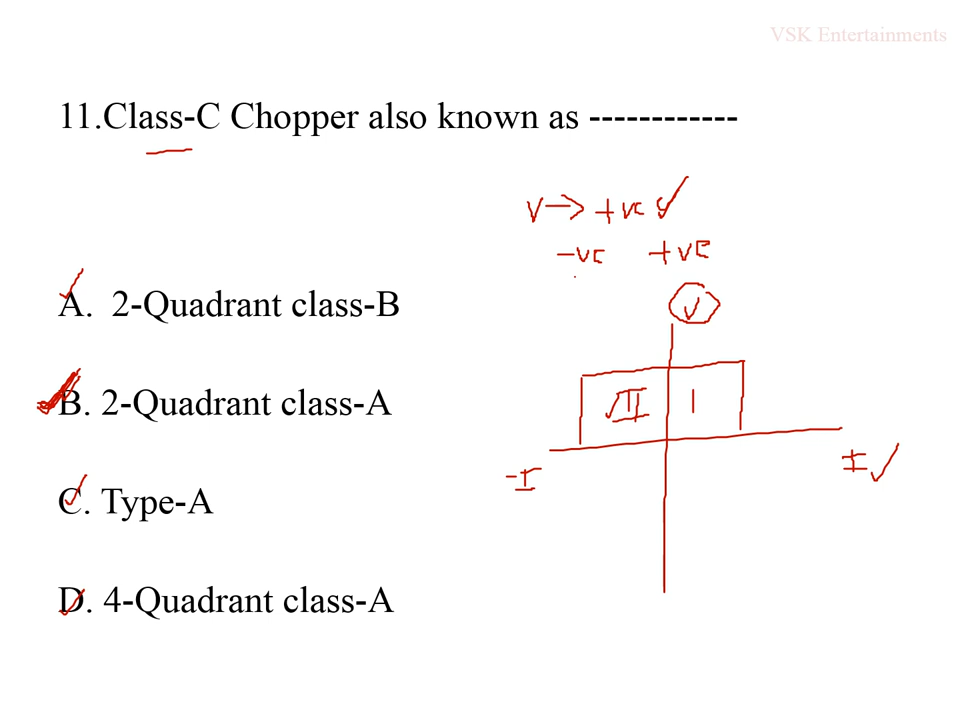 VSK Entertainments
11.Class-C Chopper also known as ------------
V → +ve
-ve +ve
A. 2-Quadrant class-B
V
B. 2-Quadrant class-A
II I
-I
I
C. Type-A
D. 4-Quadrant class-A